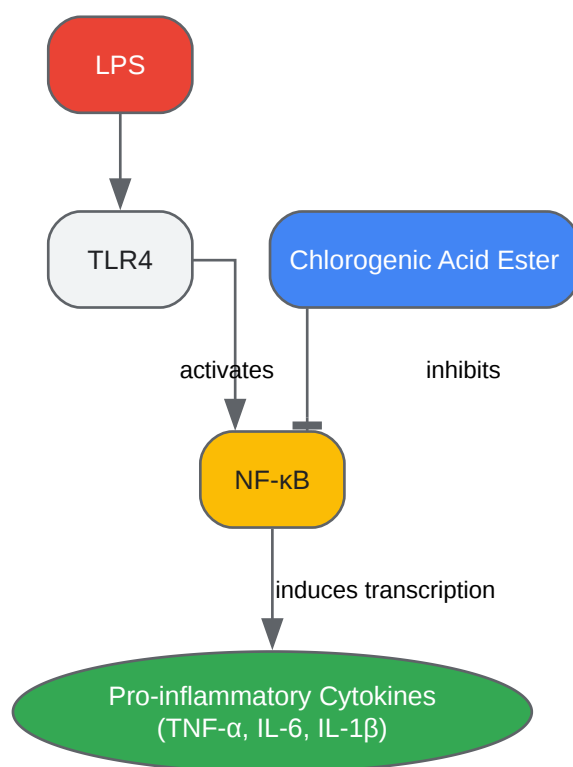 LPS
TLR4
Chlorogenic Acid Ester
activates
inhibits
NF-κB
induces transcription
Pro-inflammatory Cytokines
(TNF-α, IL-6, IL-1β)